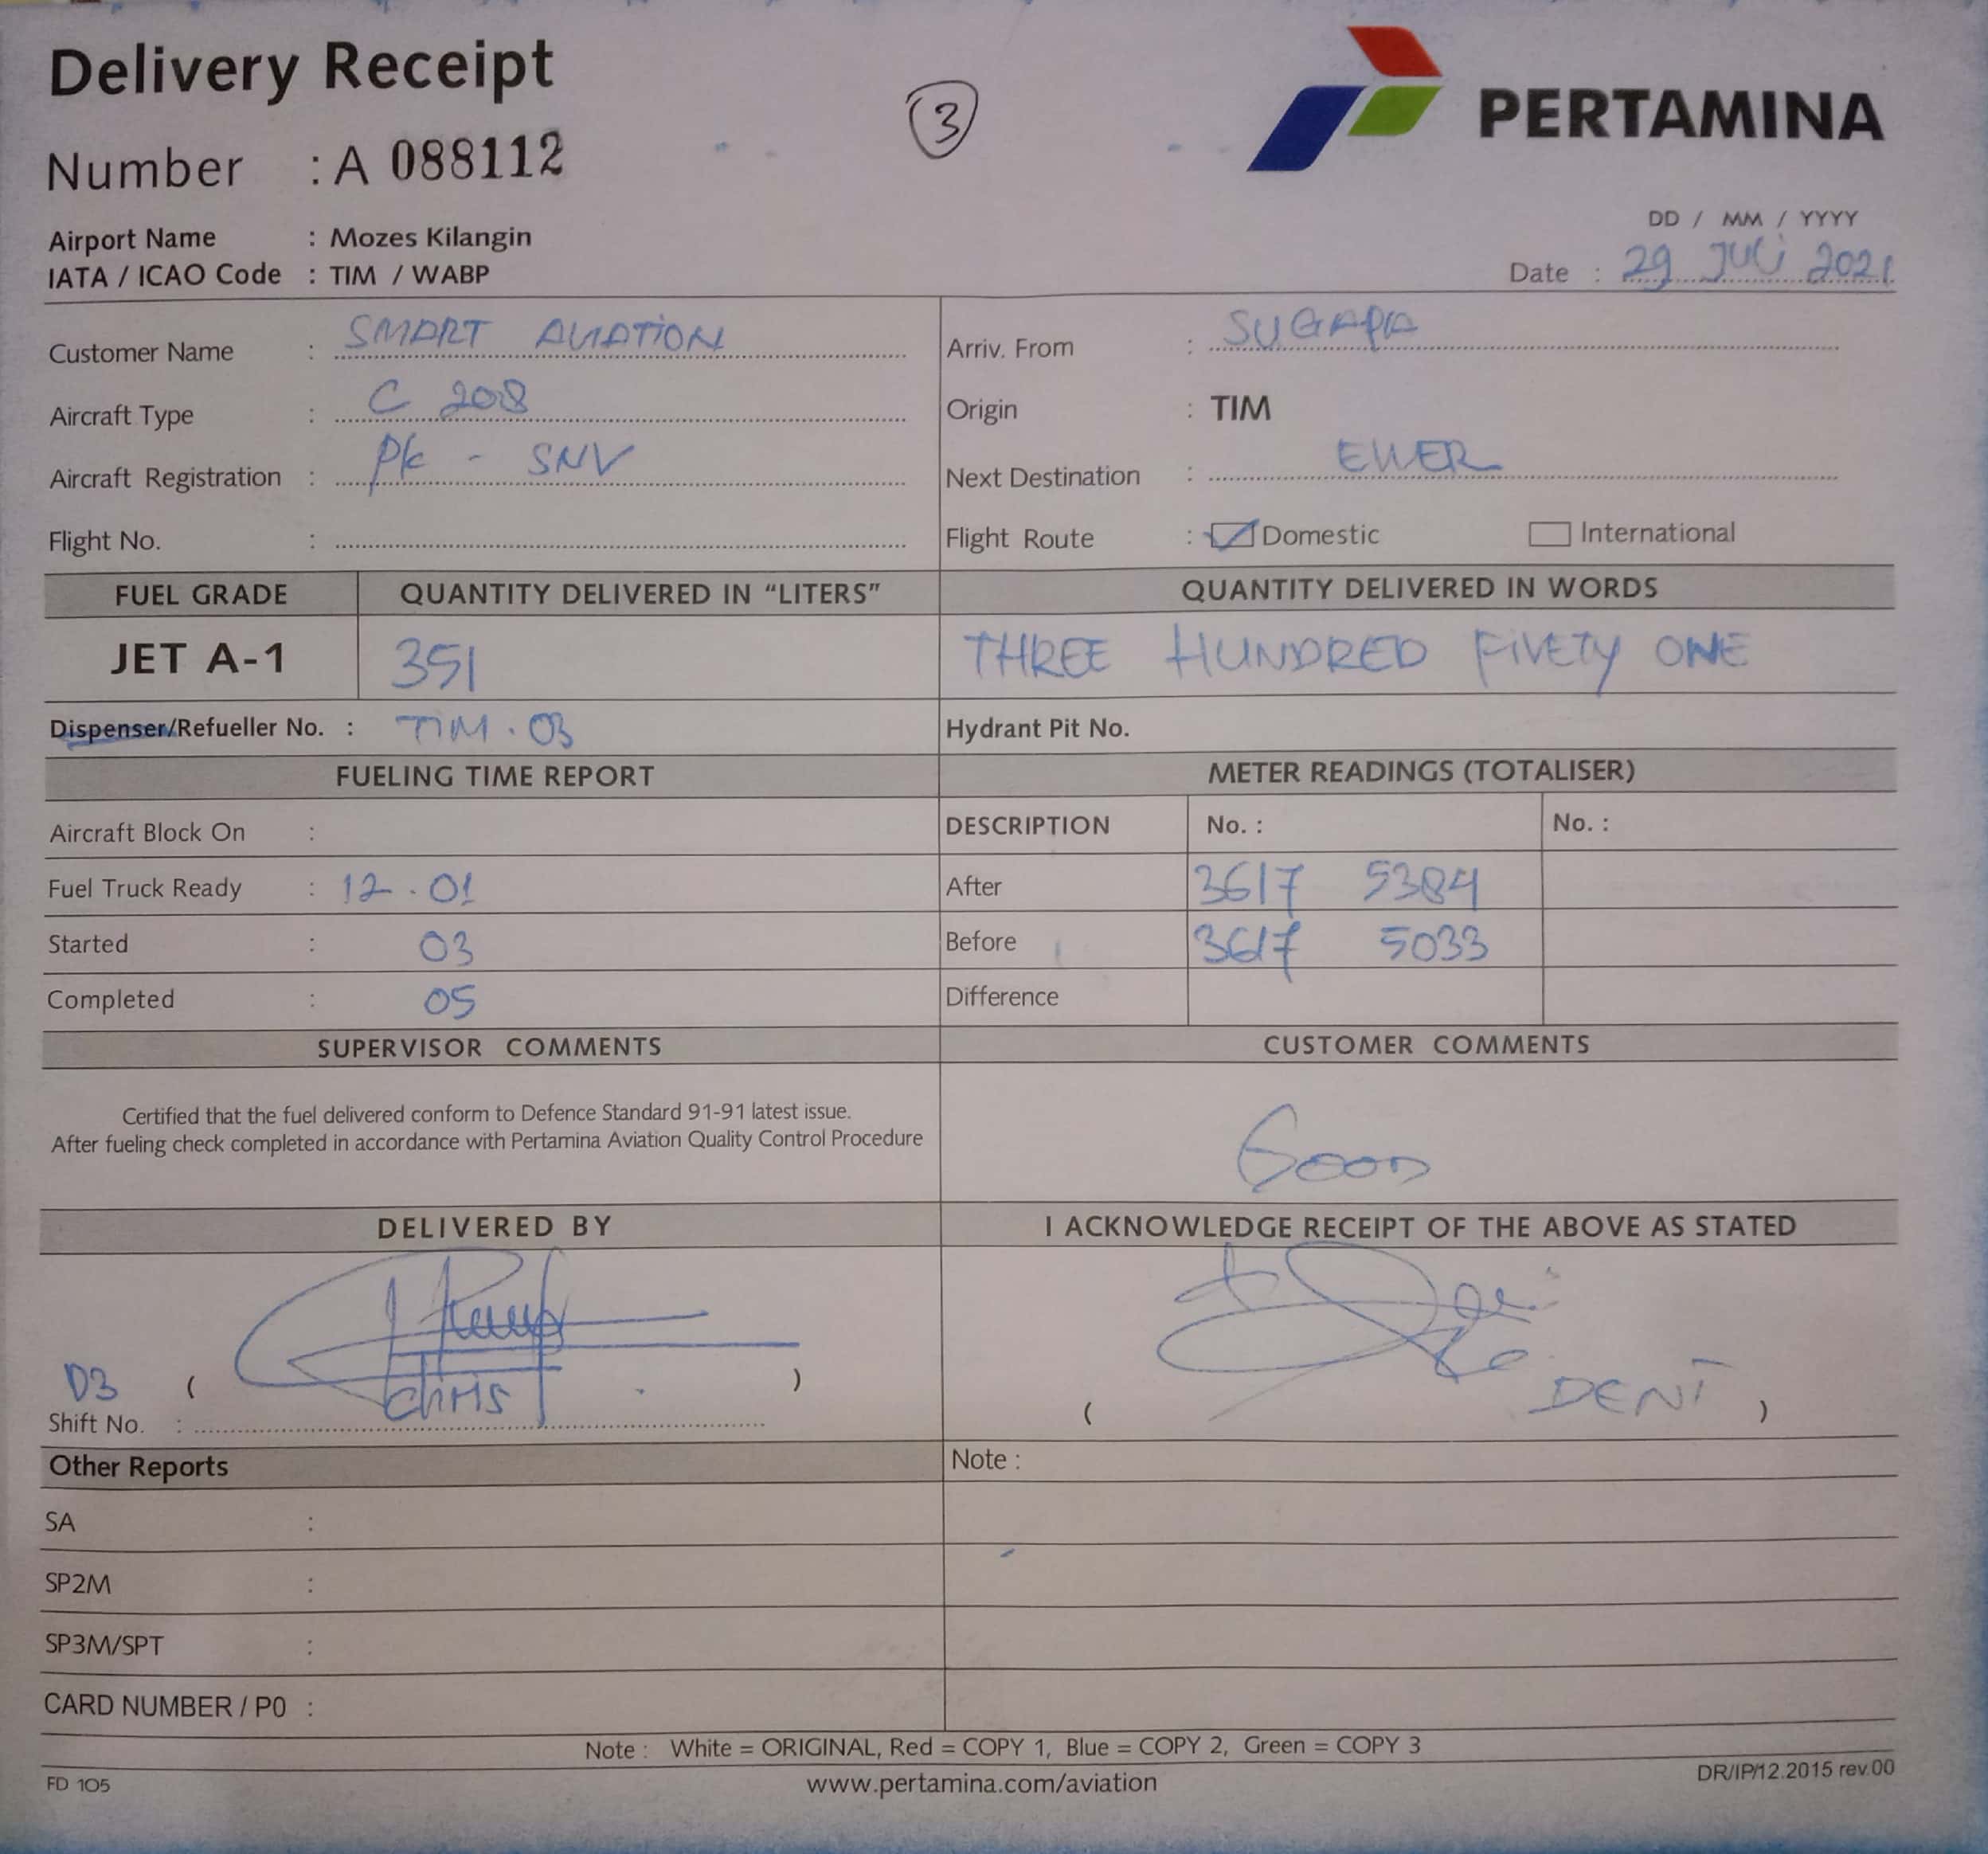 Delivery Receipt
3
PERTAMINA
Number : A 088112
Airport Name : Mozes Kilangin
IATA / ICAO Code : TIM / WABP
DD / MM / YYYY
Date : 29 JULi 2021
Customer Name : SMART AVIATION
Arriv. From : SUGAPA
Aircraft Type : C 208
Origin : TIM
Aircraft Registration : PK - SNV
Next Destination : EWER
Flight No. :
Flight Route : Domestic International
FUEL GRADE QUANTITY DELIVERED IN “LITERS” QUANTITY DELIVERED IN WORDS
JET A-1 351 THREE HUNDRED FIVETY ONE
Dispenser/Refueller No. : TIM . 03 Hydrant Pit No.
FUELING TIME REPORT METER READINGS (TOTALISER)
Aircraft Block On : DESCRIPTION No. : No. :
Fuel Truck Ready : 12 . 01 After 3617 5384
Started : 03 Before 3617 5033
Completed : 05 Difference
SUPERVISOR COMMENTS CUSTOMER COMMENTS
Certified that the fuel delivered conform to Defence Standard 91-91 latest issue.
After fueling check completed in accordance with Pertamina Aviation Quality Control Procedure
GOOD
DELIVERED BY I ACKNOWLEDGE RECEIPT OF THE ABOVE AS STATED
D3 ( Chris ) ( DENI )
Shift No. :
Other Reports Note :
SA :
SP2M :
SP3M/SPT :
CARD NUMBER / P0 :
Note : White = ORIGINAL, Red = COPY 1, Blue = COPY 2, Green = COPY 3
FD 105 www.pertamina.com/aviation DR/IP/12.2015 rev.00